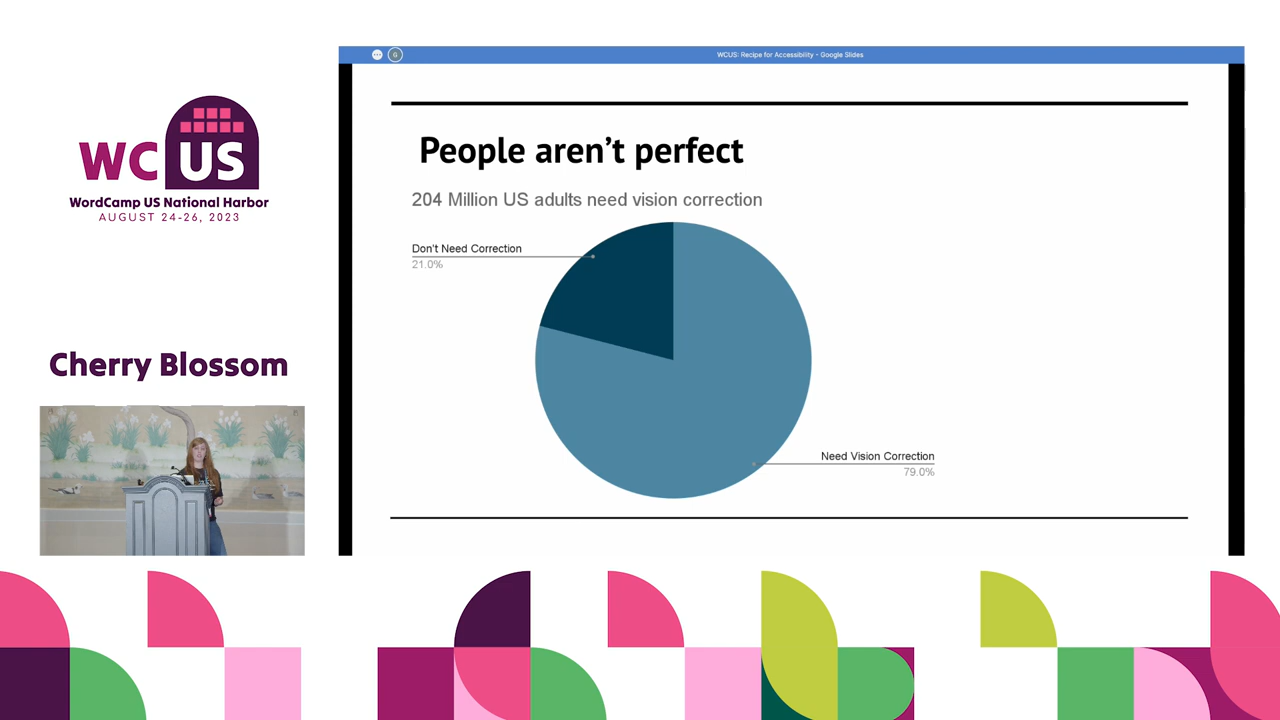 WCUS: Recipe for Accessibility - Google Slides
G
WC US
WordCamp US National Harbor
AUGUST 24-26, 2023
Cherry Blossom
People aren't perfect
204 Million US adults need vision correction
Don't Need Correction
21.0%
Need Vision Correction
79.0%